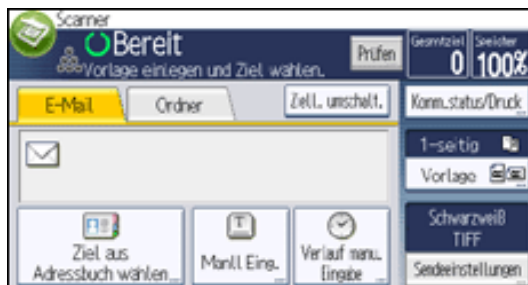 Scanner
Bereit
Vorlage einlegen und Ziel wählen.
Prüfen
Gesamtziel
0
Speicher
100%
E-Mail
Ordner
Zell. umschalt.
Komm.status/Druck
1-seitig
Vorlage
Ziel aus
Adressbuch wählen
Manll Eing.
Verlauf manu.
Eingabe
Schwarzweiß
TIFF
Sendeeinstellungen